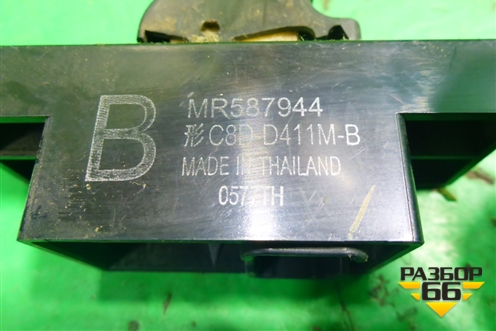 B
MR587944
形 C8D-D411M-B
MADE IN THAILAND
057 TH
РАЗБОР
66